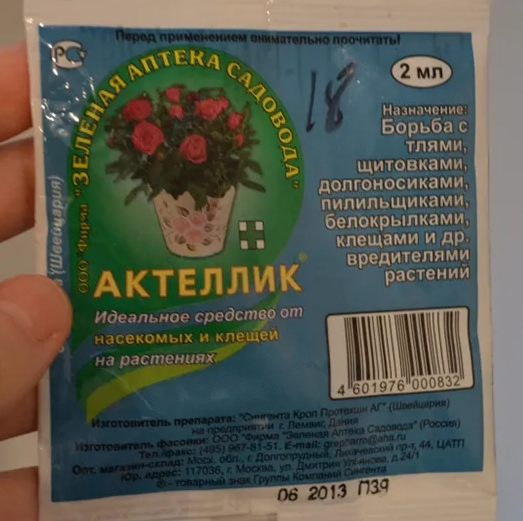 Перед применением внимательно прочитать!
РСТ
2 мл
ООО "Фирма "ЗЕЛЕНАЯ АПТЕКА САДОВОДА"
18
(Швейцария)
Назначение:
Борьба с
тлями,
щитовками,
долгоносиками,
пилильщиками,
белокрылками,
клещами и др.
вредителями
растений
АКТЕЛЛИК®
Идеальное средство от
насекомых и клещей
на растениях
4 601976 000832
Изготовитель препарата: "Сингента Кроп Протекшн АГ" (Швейцария)
на предприятии г. Лемвиг, Дания
Изготовитель фасовки: ООО "Фирма "Зеленая Аптека Садовода" (Россия)
Тел./факс: (495) 967-81-51. E-mail:
Опт. магазин-склад: Моск. обл., г. Долгопрудный, Лихачевский пр-т, 44, ЦАТП
Юр. адрес: 117036, г. Москва, ул. Дмитрия Ульянова, д.24/1
® - товарный знак Группы Компаний Сингента
06 2013 П39